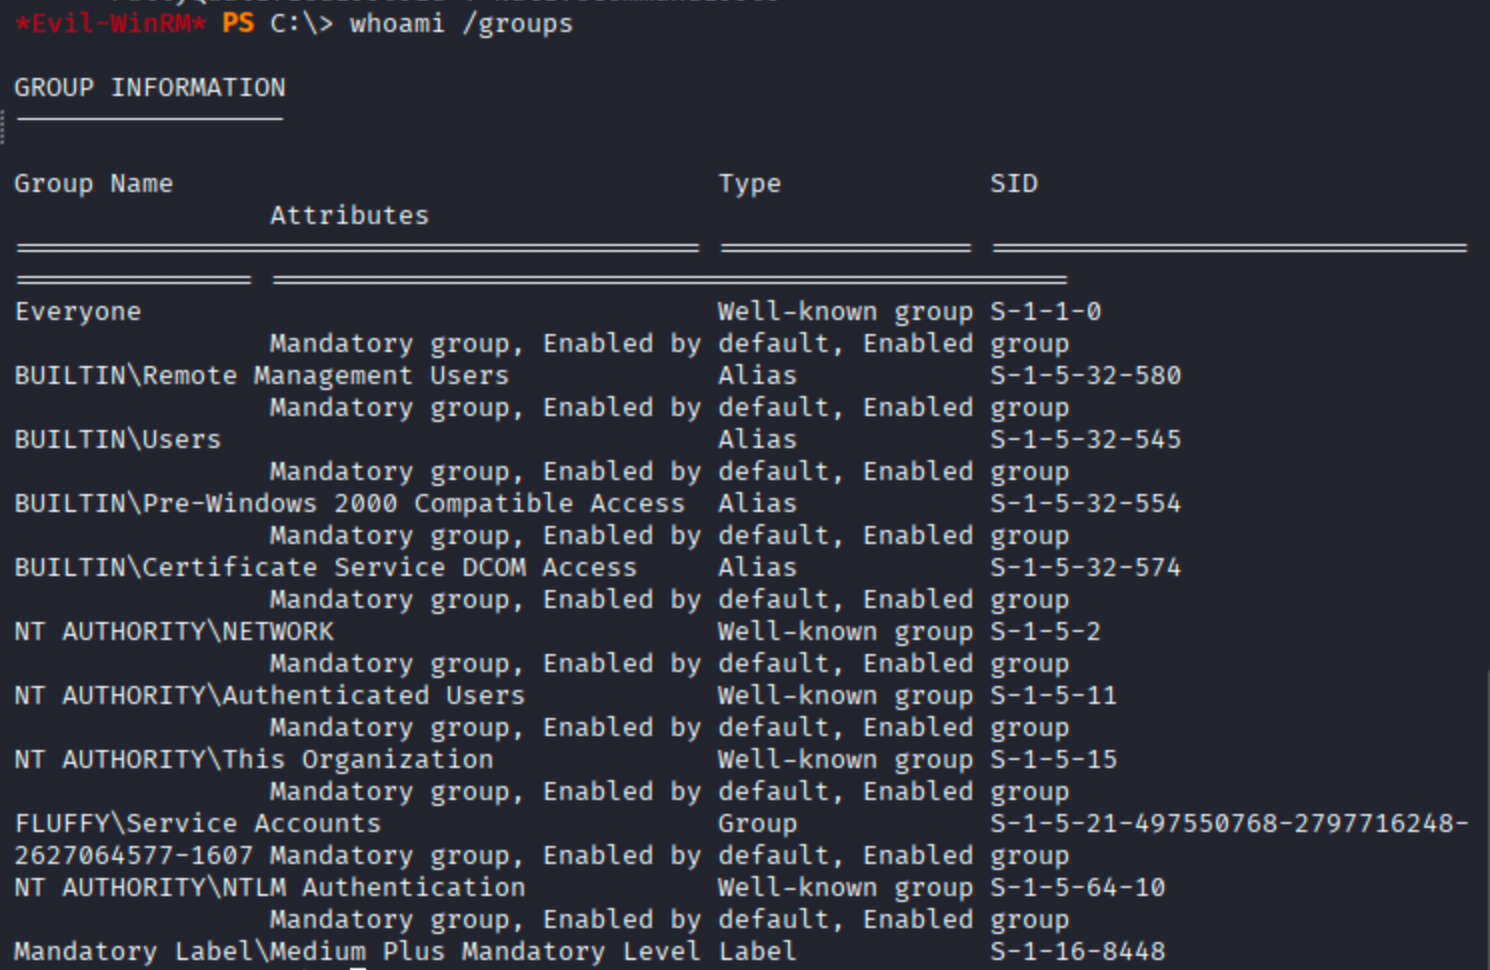 *Evil-WinRM* PS C:\> whoami /groups
GROUP INFORMATION
Group Name Type SID
Attributes
Everyone Well-known group S-1-1-0
Mandatory group, Enabled by default, Enabled group
BUILTIN\Remote Management Users Alias S-1-5-32-580
Mandatory group, Enabled by default, Enabled group
BUILTIN\Users Alias S-1-5-32-545
Mandatory group, Enabled by default, Enabled group
BUILTIN\Pre-Windows 2000 Compatible Access Alias S-1-5-32-554
Mandatory group, Enabled by default, Enabled group
BUILTIN\Certificate Service DCOM Access Alias S-1-5-32-574
Mandatory group, Enabled by default, Enabled group
NT AUTHORITY\NETWORK Well-known group S-1-5-2
Mandatory group, Enabled by default, Enabled group
NT AUTHORITY\Authenticated Users Well-known group S-1-5-11
Mandatory group, Enabled by default, Enabled group
NT AUTHORITY\This Organization Well-known group S-1-5-15
Mandatory group, Enabled by default, Enabled group
FLUFFY\Service Accounts Group S-1-5-21-497550768-2797716248-
2627064577-1607 Mandatory group, Enabled by default, Enabled group
NT AUTHORITY\NTLM Authentication Well-known group S-1-5-64-10
Mandatory group, Enabled by default, Enabled group
Mandatory Label\Medium Plus Mandatory Level Label S-1-16-8448